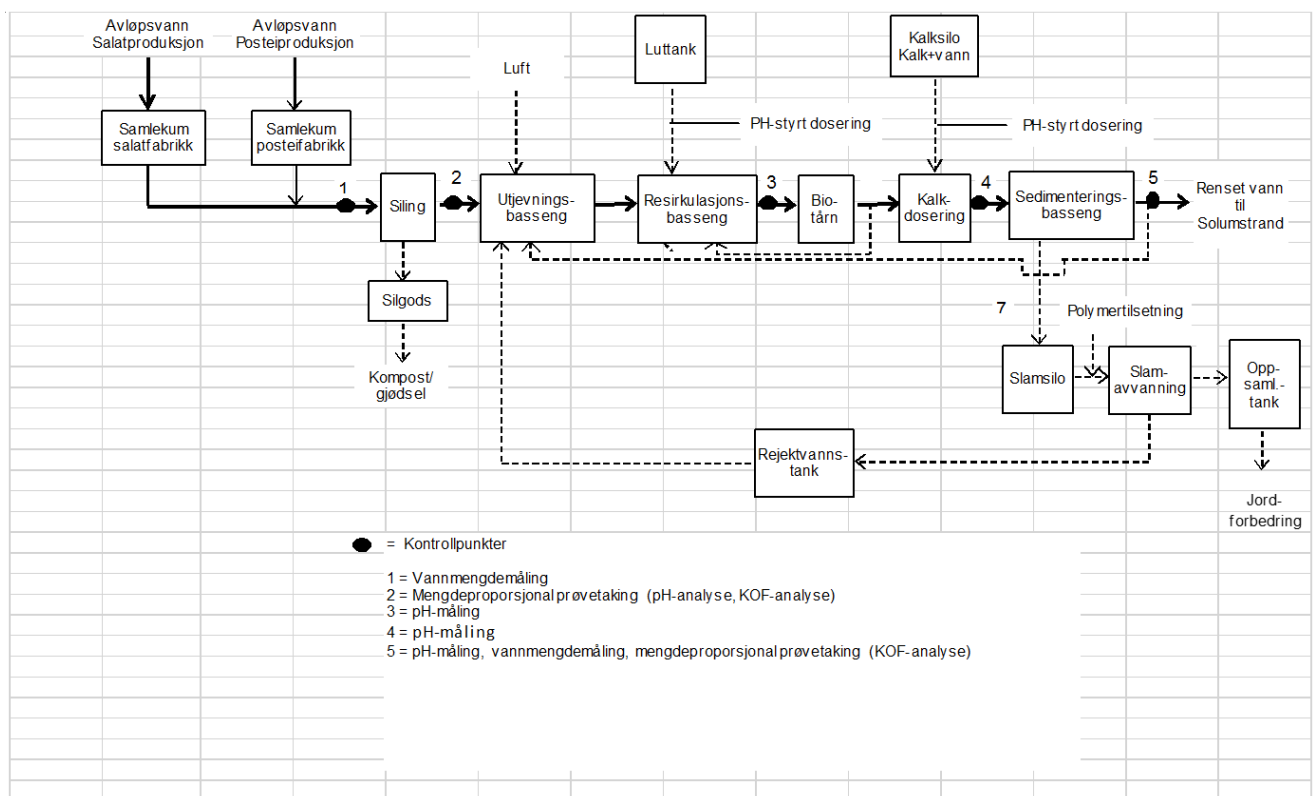 Avløpsvann
Salatproduksjon
Avløpsvann
Posteiproduksjon
Luft
Luttank
Kalksilo
Kalk+vann
Samlekum
salatfabrikk
Samlekum
posteifabrikk
PH-styrt dosering
PH-styrt dosering
1
2
3
4
5
Siling
Utjevnings-
basseng
Resirkulasjons-
basseng
Bio-
tårn
Kalk-
dosering
Sedimenterings-
basseng
Renset vann
til
Solumstrand
Silgods
7
Polymertilsetning
Kompost/
gjødsel
Slamsilo
Slam-
avvanning
Opp-
saml.-
tank
Rejektvanns-
tank
Jord-
forbedring
= Kontrollpunkter
1 = Vannmengdemåling
2 = Mengdeproporsjonal prøvetaking (pH-analyse, KOF-analyse)
3 = pH-måling
4 = pH-måling
5 = pH-måling, vannmengdemåling, mengdeproporsjonal prøvetaking (KOF-analyse)